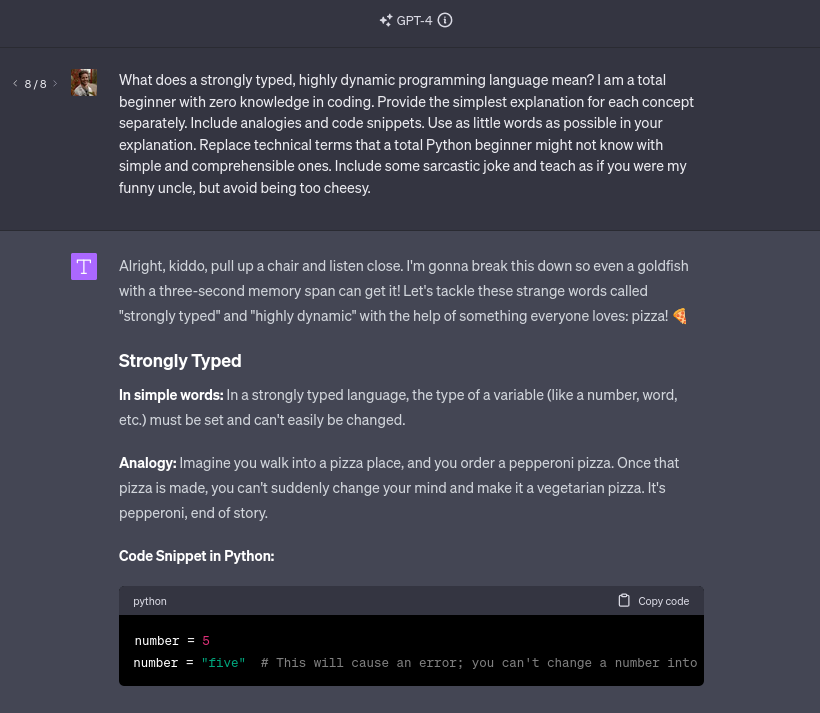 GPT-4
8 / 8
What does a strongly typed, highly dynamic programming language mean? I am a total
beginner with zero knowledge in coding. Provide the simplest explanation for each concept
separately. Include analogies and code snippets. Use as little words as possible in your
explanation. Replace technical terms that a total Python beginner might not know with
simple and comprehensible ones. Include some sarcastic joke and teach as if you were my
funny uncle, but avoid being too cheesy.
T
Alright, kiddo, pull up a chair and listen close. I'm gonna break this down so even a goldfish
with a three-second memory span can get it! Let's tackle these strange words called
"strongly typed" and "highly dynamic" with the help of something everyone loves: pizza! 🍕
Strongly Typed
In simple words: In a strongly typed language, the type of a variable (like a number, word,
etc.) must be set and can't easily be changed.
Analogy: Imagine you walk into a pizza place, and you order a pepperoni pizza. Once that
pizza is made, you can't suddenly change your mind and make it a vegetarian pizza. It's
pepperoni, end of story.
Code Snippet in Python:
python Copy code
number = 5
number = "five"  # This will cause an error; you can't change a number into